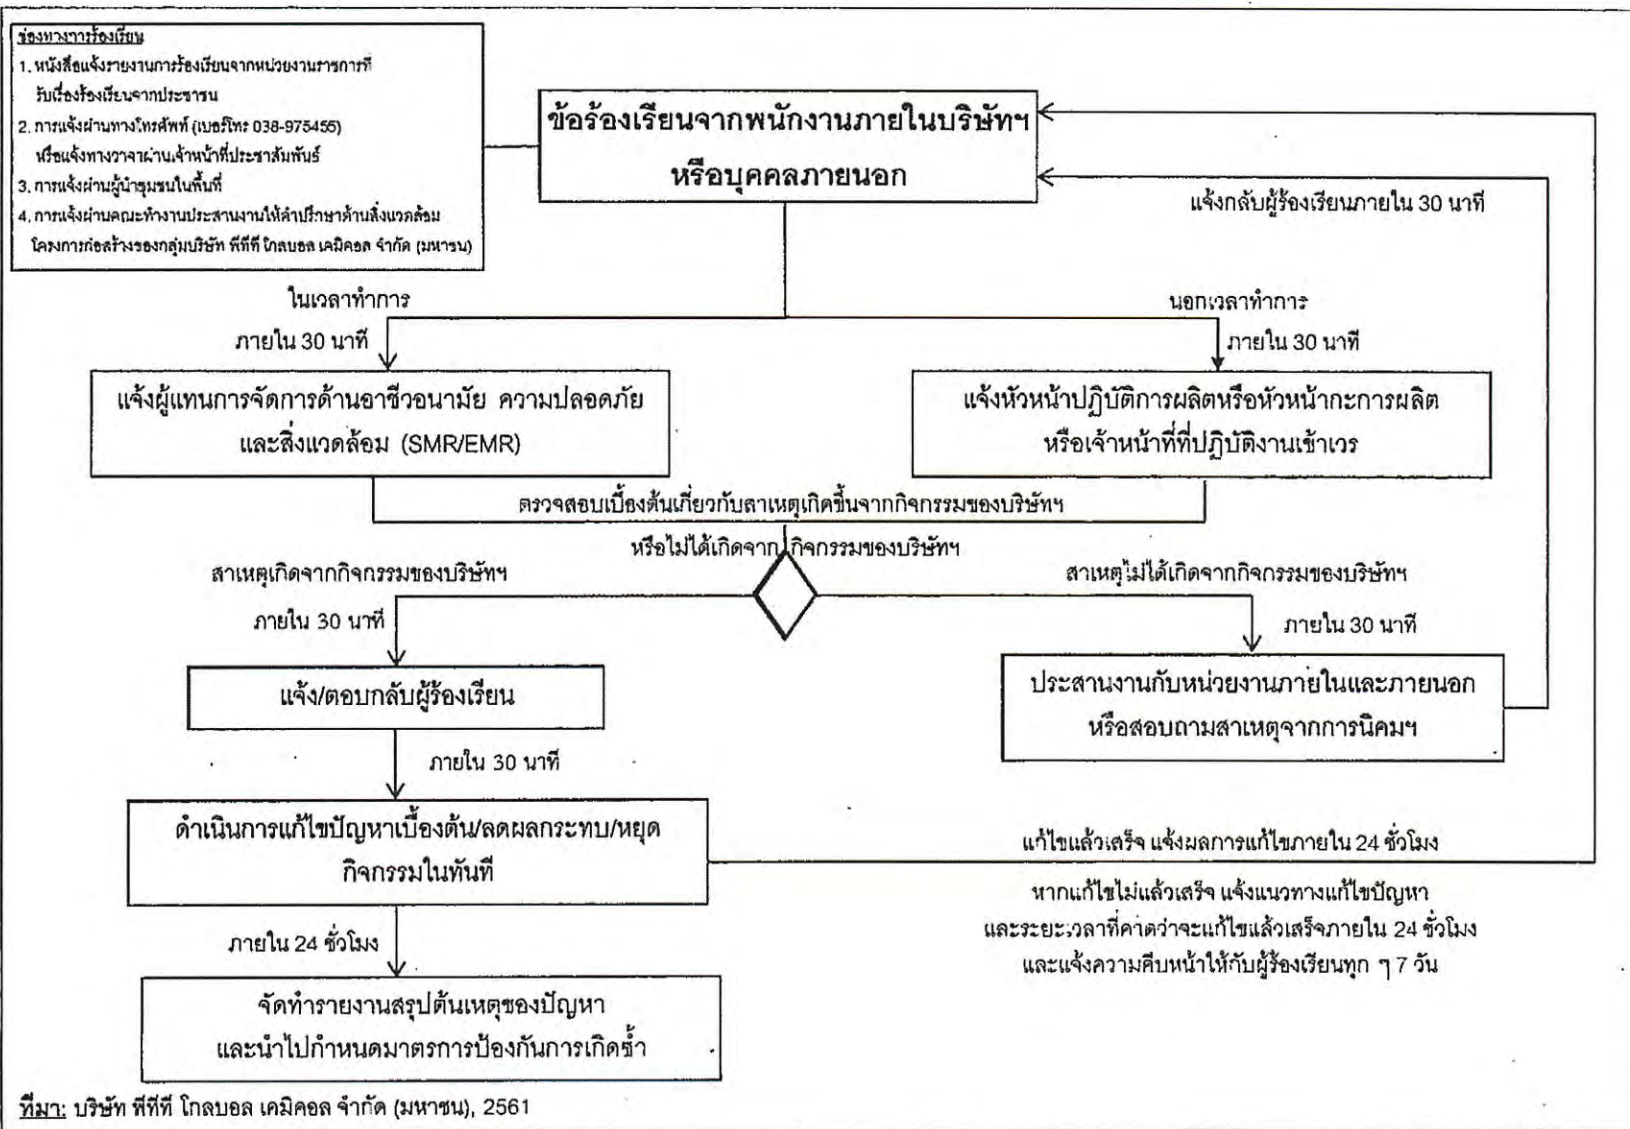 ช่องทางการร้องเรียน
1. หนังสือแจ้งรายงานการร้องเรียนจากหน่วยงานราชการที่
รับเรื่องร้องเรียนจากประชาชน
2. การแจ้งผ่านทางโทรศัพท์ (เบอร์โทร 038-975455)
หรือแจ้งทางวาจาผ่านเจ้าหน้าที่ประชาสัมพันธ์
3. การแจ้งผ่านผู้นำชุมชนในพื้นที่
4. การแจ้งผ่านคณะทำงานประสานงานให้คำปรึกษาด้านสิ่งแวดล้อม
โครงการก่อสร้างของกลุ่มบริษัท พีทีที โกลบอล เคมิคอล จำกัด (มหาชน)
ข้อร้องเรียนจากพนักงานภายในบริษัทฯ
หรือบุคคลภายนอก
แจ้งกลับผู้ร้องเรียนภายใน 30 นาที
ในเวลาทำการ
ภายใน 30 นาที
นอกเวลาทำการ
ภายใน 30 นาที
แจ้งผู้แทนการจัดการด้านอาชีวอนามัย ความปลอดภัย
และสิ่งแวดล้อม (SMR/EMR)
แจ้งหัวหน้าปฏิบัติการผลิตหรือหัวหน้ากะการผลิต
หรือเจ้าหน้าที่ที่ปฏิบัติงานเข้าเวร
ตรวจสอบเบื้องต้นเกี่ยวกับสาเหตุเกิดขึ้นจากกิจกรรมของบริษัทฯ
หรือไม่ได้เกิดจากกิจกรรมของบริษัทฯ
สาเหตุเกิดจากกิจกรรมของบริษัทฯ
ภายใน 30 นาที
สาเหตุไม่ได้เกิดจากกิจกรรมของบริษัทฯ
ภายใน 30 นาที
แจ้ง/ตอบกลับผู้ร้องเรียน
ประสานงานกับหน่วยงานภายในและภายนอก
หรือสอบถามสาเหตุจากการนิคมฯ
ภายใน 30 นาที
ดำเนินการแก้ไขปัญหาเบื้องต้น/ลดผลกระทบ/หยุด
กิจกรรมในทันที
แก้ไขแล้วเสร็จ แจ้งผลการแก้ไขภายใน 24 ชั่วโมง
หากแก้ไขไม่แล้วเสร็จ แจ้งแนวทางแก้ไขปัญหา
และระยะเวลาที่คาดว่าจะแก้ไขแล้วเสร็จภายใน 24 ชั่วโมง
และแจ้งความคืบหน้าให้กับผู้ร้องเรียนทุก ๆ 7 วัน
ภายใน 24 ชั่วโมง
จัดทำรายงานสรุปต้นเหตุของปัญหา
และนำไปกำหนดมาตรการป้องกันการเกิดซ้ำ
ที่มา: บริษัท พีทีที โกลบอล เคมิคอล จำกัด (มหาชน), 2561